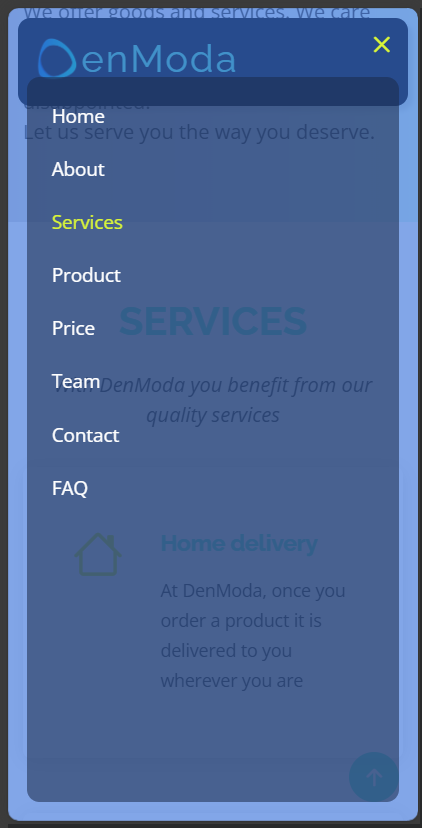 We offer goods and services. We care
DenModa
disappointed.
Let us serve you the way you deserve.
Home
About
Services
Product
SERVICES
Price
Team
With DenModa you benefit from our
quality services
Contact
FAQ
Home delivery
At DenModa, once you
order a product it is
delivered to you
wherever you are